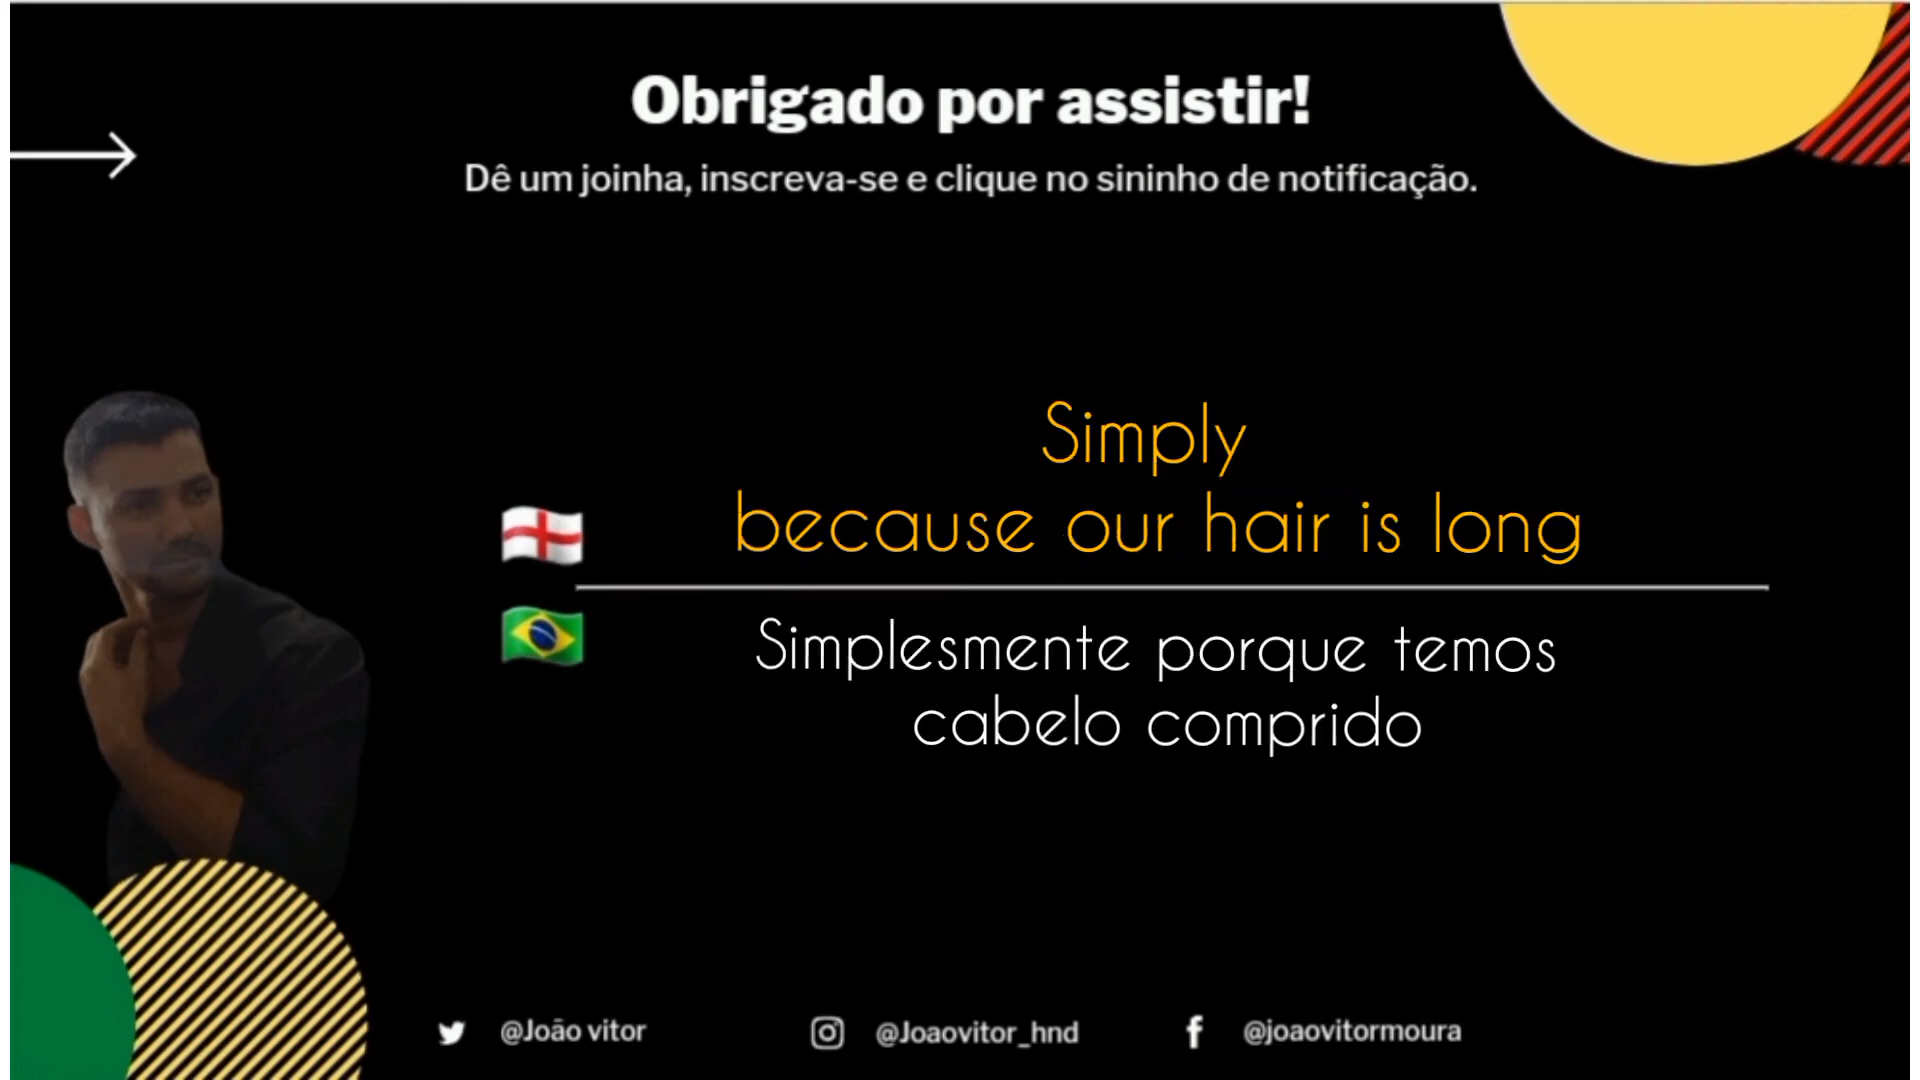 Obrigado por assistir!
Dê um joinha, inscreva-se e clique no sininho de notificação.
Simply
because our hair is long
Simplesmente porque temos
cabelo comprido
@João vitor
@Joaovitor_hnd
@joaovitormoura